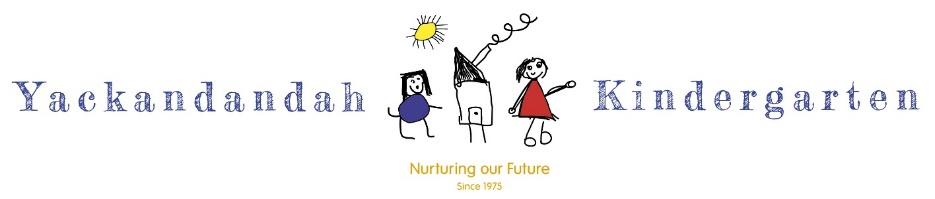 Yackandandah Kindergarten
Nurturing our Future
Since 1975